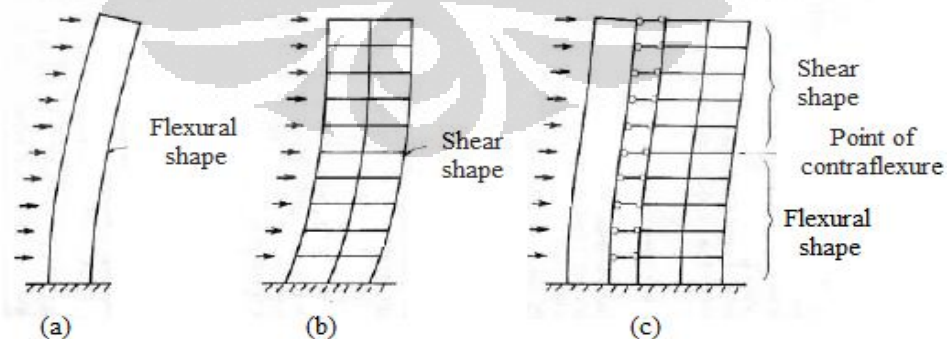 Flexural
shape
(a)
Shear
shape
(b)
Shear
shape
Point of
contraflexure
Flexural
shape
(c)